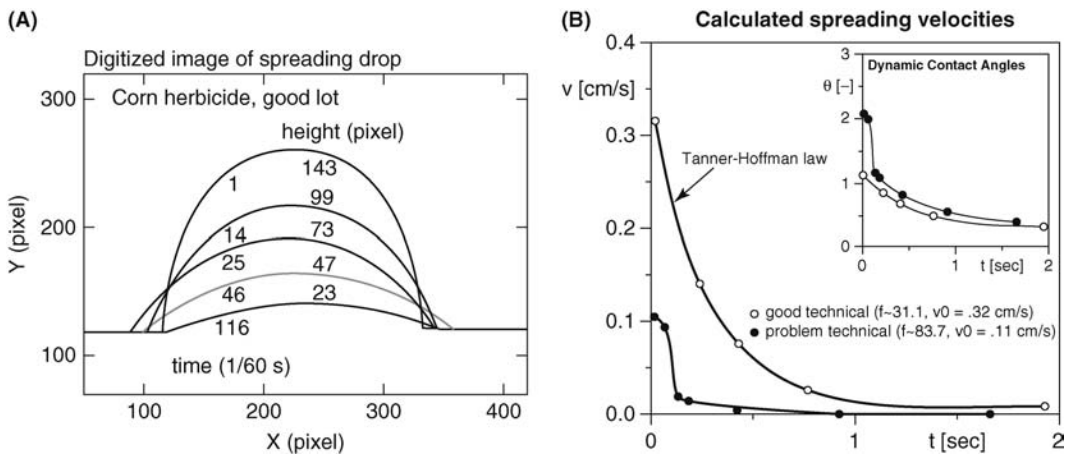 (A)
Digitized image of spreading drop
Corn herbicide, good lot
height (pixel)
300
200
100
Y (pixel)
1
143
14
99
25
73
46
47
116
23
time (1/60 s)
100
200
300
400
X (pixel)
(B)
Calculated spreading velocities
0.4
0.3
0.2
0.1
0.0
v [cm/s]
Tanner-Hoffman law
Dynamic Contact Angles
θ [–]
3
2
1
0
0
1
2
t [sec]
good technical (f~31.1, v0 = .32 cm/s)
problem technical (f~83.7, v0 = .11 cm/s)
0
1
2
t [sec]